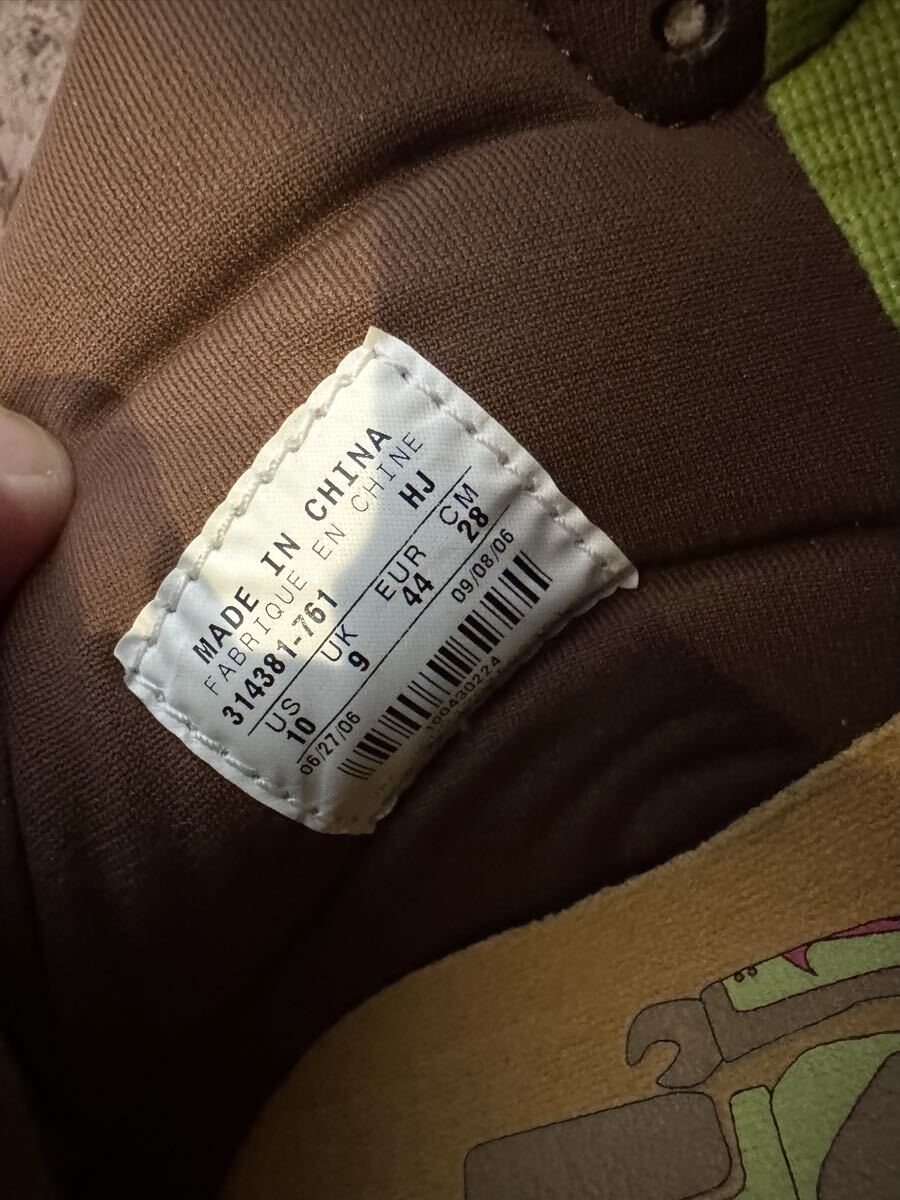 MADE IN CHINA
FABRIQUE EN CHINE
314381-761 HJ
US UK EUR CM
10 9 44 28
06/27/06 09/08/06